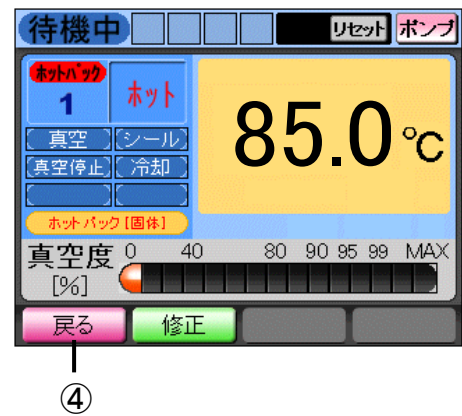 待機中 リセット ポンプ
ホットパック
1
ホット
85.0℃
真空 シール
真空停止 冷却
ホットパック[固体]
真空度 0 40 80 90 95 99 MAX
[%]
戻る 修正
④